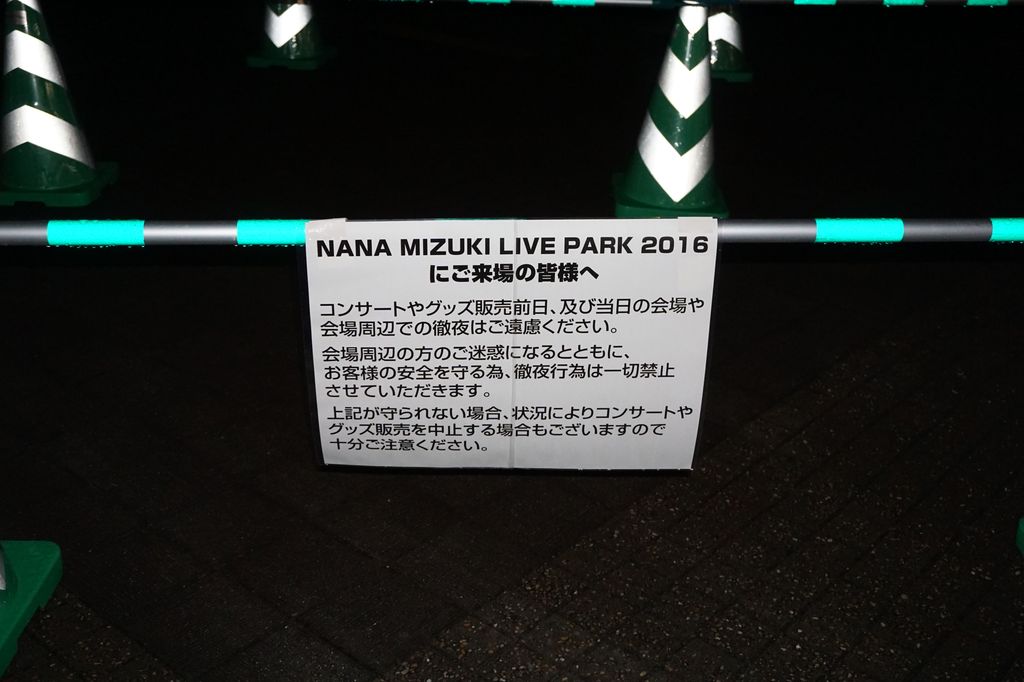 NANA MIZUKI LIVE PARK 2016
にご来場の皆様へ
コンサートやグッズ販売前日、及び当日の会場や
会場周辺での徹夜はご遠慮ください。
会場周辺の方のご迷惑になるとともに、
お客様の安全を守る為、徹夜行為は一切禁止
させていただきます。
上記が守られない場合、状況によりコンサートや
グッズ販売を中止する場合もございますので
十分ご注意ください。